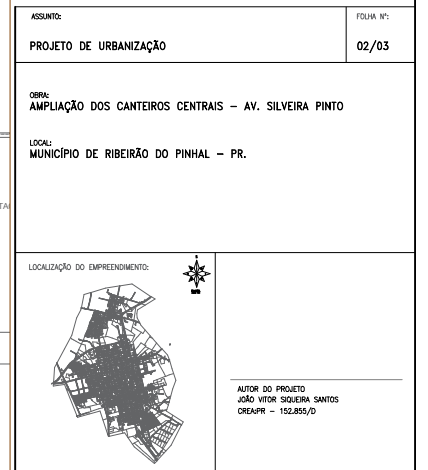 ASSUNTO:
FOLHA Nº:
PROJETO DE URBANIZAÇÃO
02/03
OBRA:
AMPLIAÇÃO DOS CANTEIROS CENTRAIS – AV. SILVEIRA PINTO
LOCAL:
MUNICÍPIO DE RIBEIRÃO DO PINHAL – PR.
LOCALIZAÇÃO DO EMPREENDIMENTO:
AUTOR DO PROJETO
JOÃO VITOR SIQUEIRA SANTOS
CREA:PR – 152.855/D